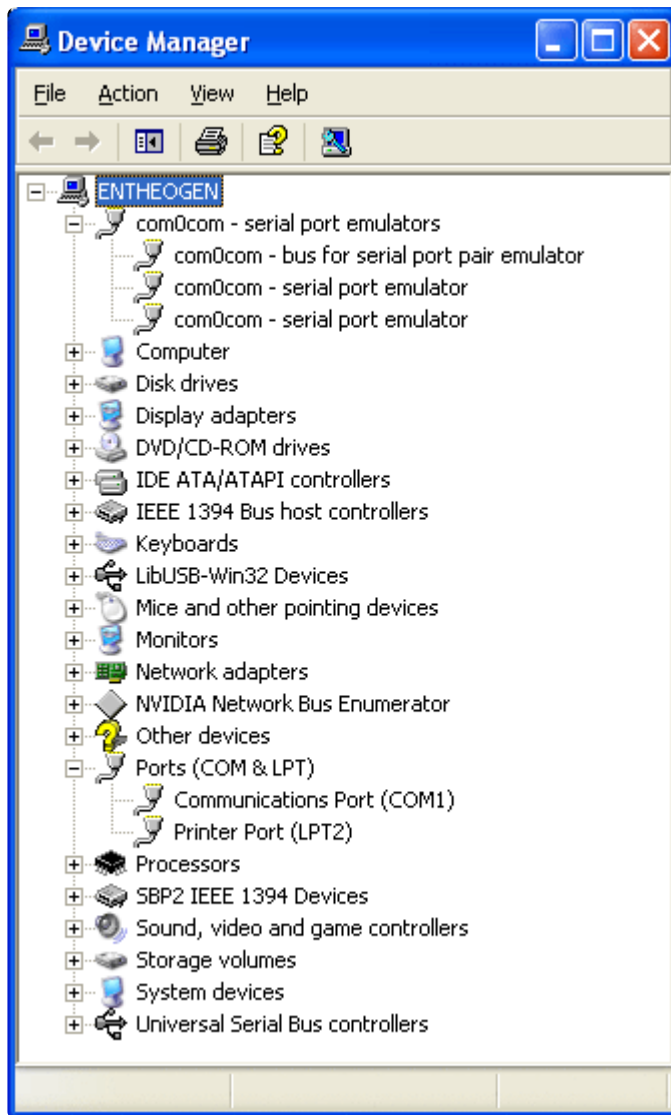 Device Manager
File Action View Help
ENTHEOGEN
com0com - serial port emulators
com0com - bus for serial port pair emulator
com0com - serial port emulator
com0com - serial port emulator
Computer
Disk drives
Display adapters
DVD/CD-ROM drives
IDE ATA/ATAPI controllers
IEEE 1394 Bus host controllers
Keyboards
LibUSB-Win32 Devices
Mice and other pointing devices
Monitors
Network adapters
NVIDIA Network Bus Enumerator
Other devices
Ports (COM & LPT)
Communications Port (COM1)
Printer Port (LPT2)
Processors
SBP2 IEEE 1394 Devices
Sound, video and game controllers
Storage volumes
System devices
Universal Serial Bus controllers